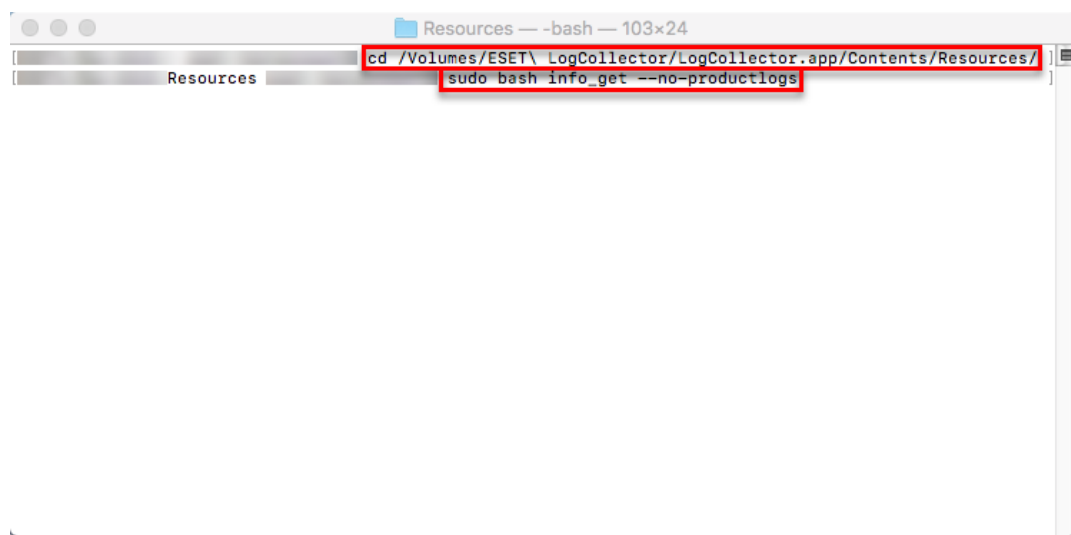 Resources — -bash — 103×24
[ cd /Volumes/ESET\ LogCollector/LogCollector.app/Contents/Resources/ ]
[ Resources sudo bash info_get --no-productlogs ]